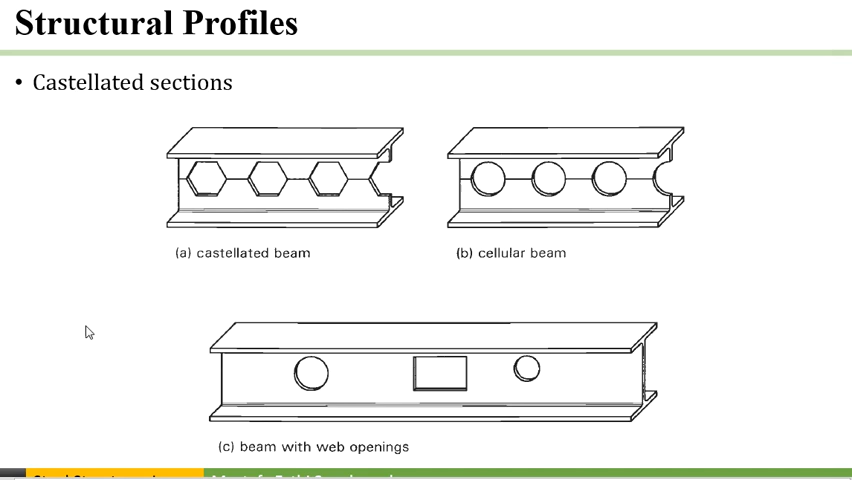 Structural Profiles
• Castellated sections
(a) castellated beam
(b) cellular beam
(c) beam with web openings